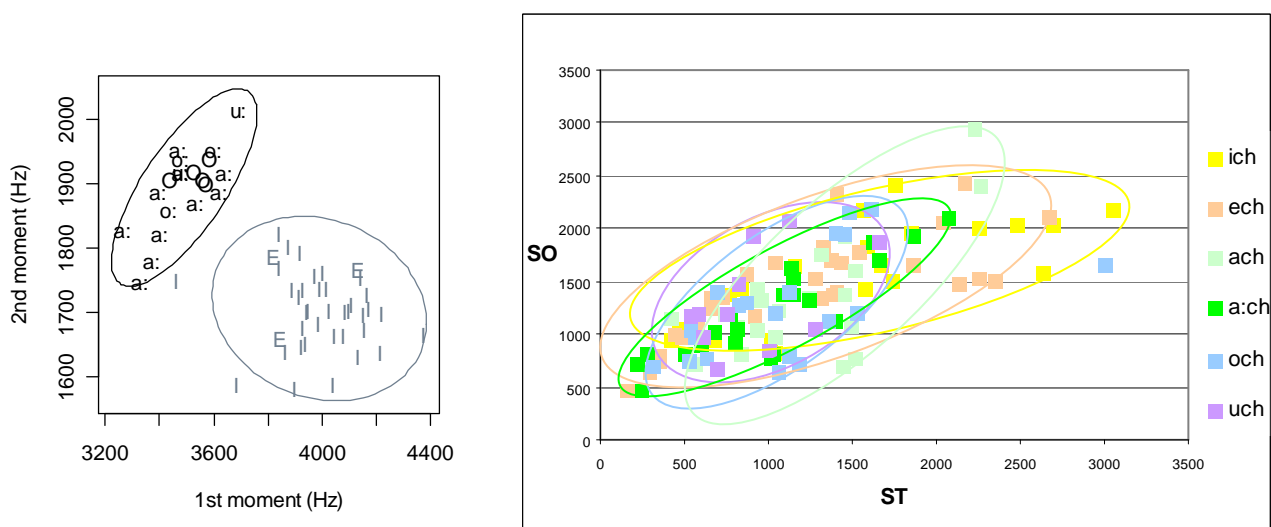 2nd moment (Hz)
2000
1900
1800
1700
1600
u:
a: o:
a:
a: a:
a:
o:
a: a:
a:
a:
E E
E
3200 3600 4000 4400
1st moment (Hz)
SO
3500
3000
2500
2000
1500
1000
500
0
0 500 1000 1500 2000 2500 3000 3500
ST
ich
ech
ach
a:ch
och
uch